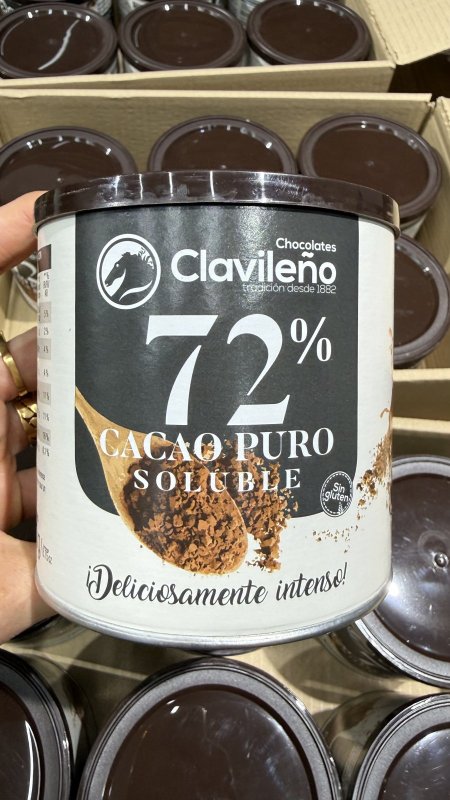 Chocolates
Clavileño
tradición desde 1882
72%
CACAO PURO
SOLUBLE
Sin
gluten
¡Deliciosamente intenso!